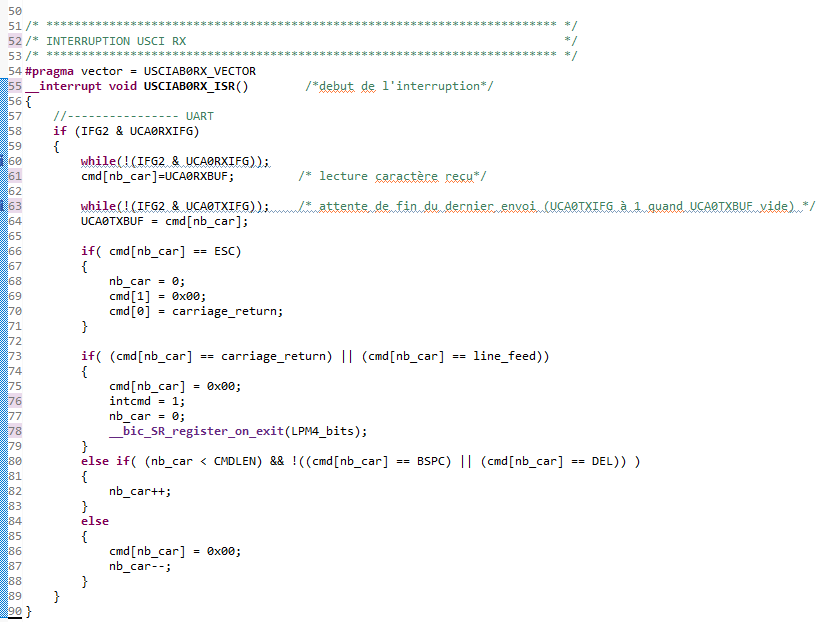 50
51 /* ************************************************************************* */
52 /* INTERRUPTION USCI RX */
53 /* ************************************************************************* */
54 #pragma vector = USCIAB0RX_VECTOR
55 __interrupt void USCIAB0RX_ISR() /*debut de l'interruption*/
56 {
57 //---------------- UART
58 if (IFG2 & UCA0RXIFG)
59 {
60 while(!(IFG2 & UCA0RXIFG));
61 cmd[nb_car]=UCA0RXBUF; /* lecture caractère reçu*/
62
63 while(!(IFG2 & UCA0TXIFG)); /* attente de fin du dernier envoi (UCA0TXIFG à 1 quand UCA0TXBUF vide) */
64 UCA0TXBUF = cmd[nb_car];
65
66 if( cmd[nb_car] == ESC)
67 {
68 nb_car = 0;
69 cmd[1] = 0x00;
70 cmd[0] = carriage_return;
71 }
72
73 if( (cmd[nb_car] == carriage_return) || (cmd[nb_car] == line_feed))
74 {
75 cmd[nb_car] = 0x00;
76 intcmd = 1;
77 nb_car = 0;
78 __bic_SR_register_on_exit(LPM4_bits);
79 }
80 else if( (nb_car < CMDLEN) && !((cmd[nb_car] == BSPC) || (cmd[nb_car] == DEL)) )
81 {
82 nb_car++;
83 }
84 else
85 {
86 cmd[nb_car] = 0x00;
87 nb_car--;
88 }
89 }
90 }